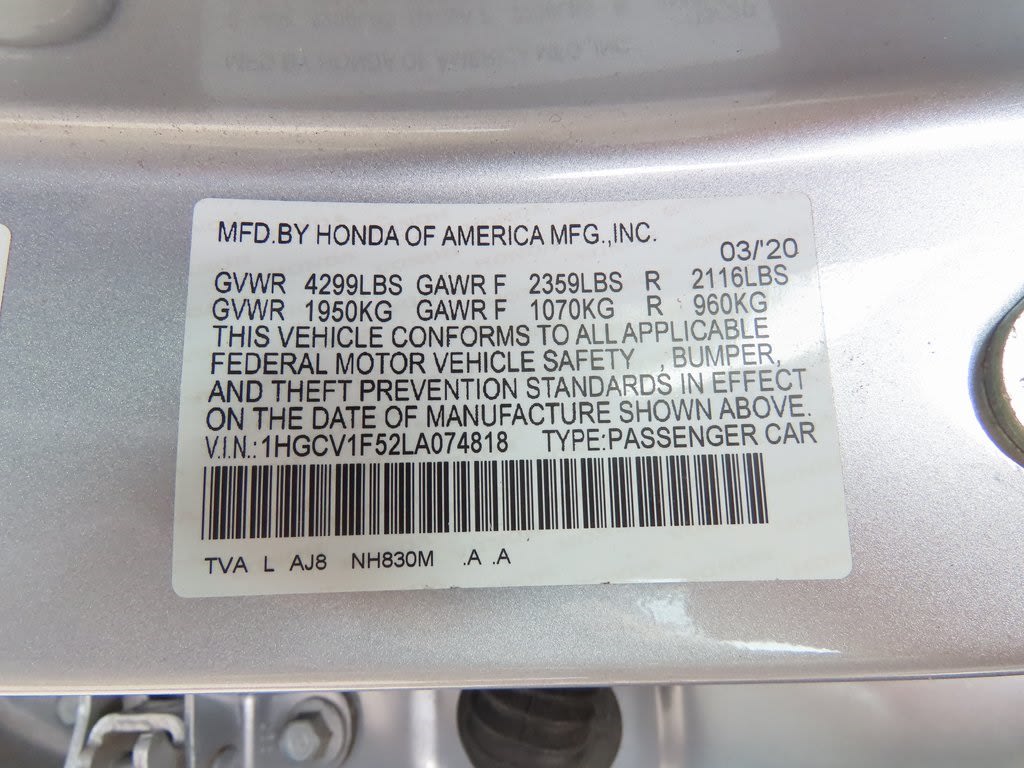 MFD.BY HONDA OF AMERICA MFG.,INC.
03/'20
GVWR 4299LBS GAWR F 2359LBS R 2116LBS
GVWR 1950KG GAWR F 1070KG R 960KG
THIS VEHICLE CONFORMS TO ALL APPLICABLE
FEDERAL MOTOR VEHICLE SAFETY , BUMPER,
AND THEFT PREVENTION STANDARDS IN EFFECT
ON THE DATE OF MANUFACTURE SHOWN ABOVE.
V.I.N.:1HGCV1F52LA074818 TYPE:PASSENGER CAR
TVA L AJ8 NH830M .A .A